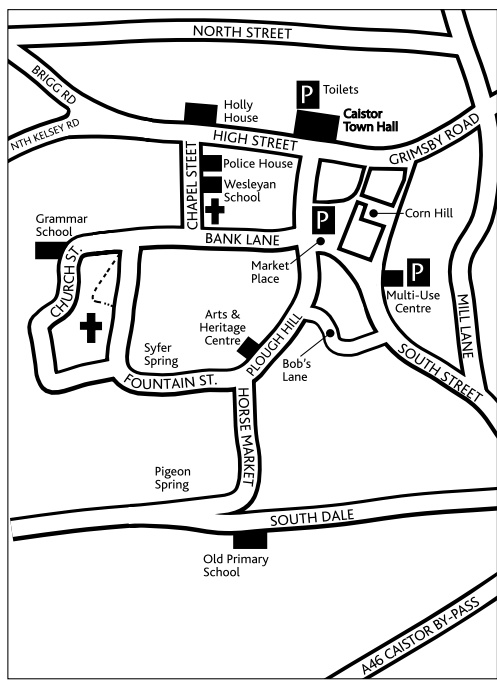 NORTH STREET
BRIGG RD
P
Toilets
Holly
House
Caistor
Town Hall
NTH KELSEY RD
HIGH STREET
GRIMSBY ROAD
CHAPEL STEET
Police House
Wesleyan
School
Grammar
School
P
Corn Hill
BANK LANE
CHURCH ST.
Market
Place
P
Multi-Use
Centre
MILL LANE
Arts &
Heritage
Centre
PLOUGH HILL
Syfer
Spring
Bob's
Lane
SOUTH STREET
FOUNTAIN ST.
HORSE MARKET
Pigeon
Spring
SOUTH DALE
Old Primary
School
A46 CAISTOR BY-PASS